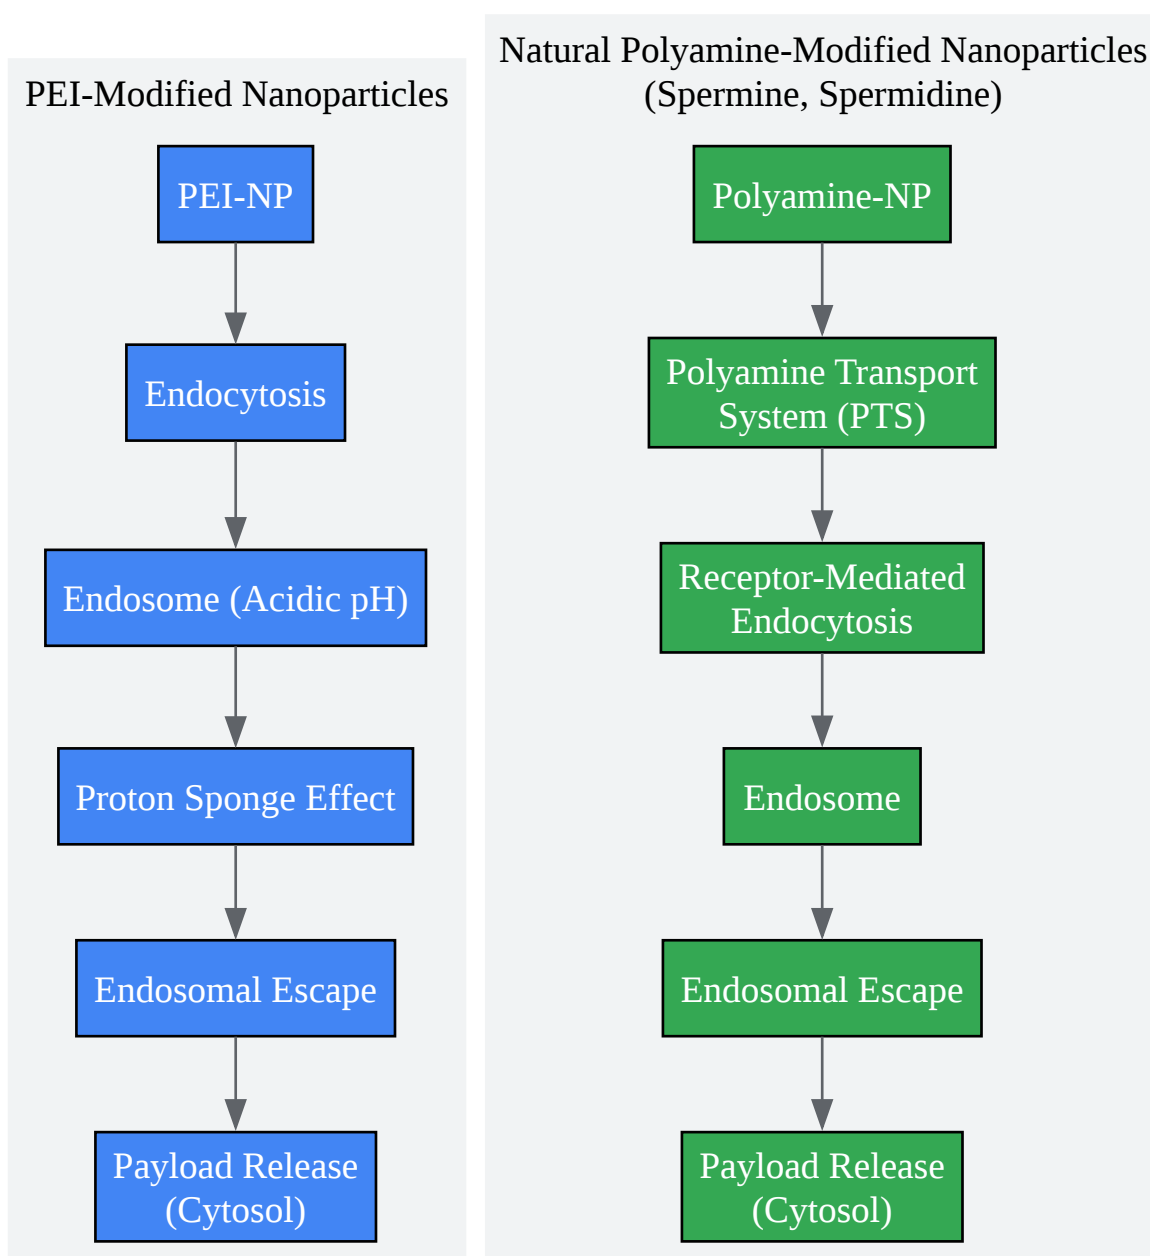 PEI-Modified Nanoparticles
PEI-NP
Endocytosis
Endosome (Acidic pH)
Proton Sponge Effect
Endosomal Escape
Payload Release
(Cytosol)
Natural Polyamine-Modified Nanoparticles
(Spermine, Spermidine)
Polyamine-NP
Polyamine Transport
System (PTS)
Receptor-Mediated
Endocytosis
Endosome
Endosomal Escape
Payload Release
(Cytosol)